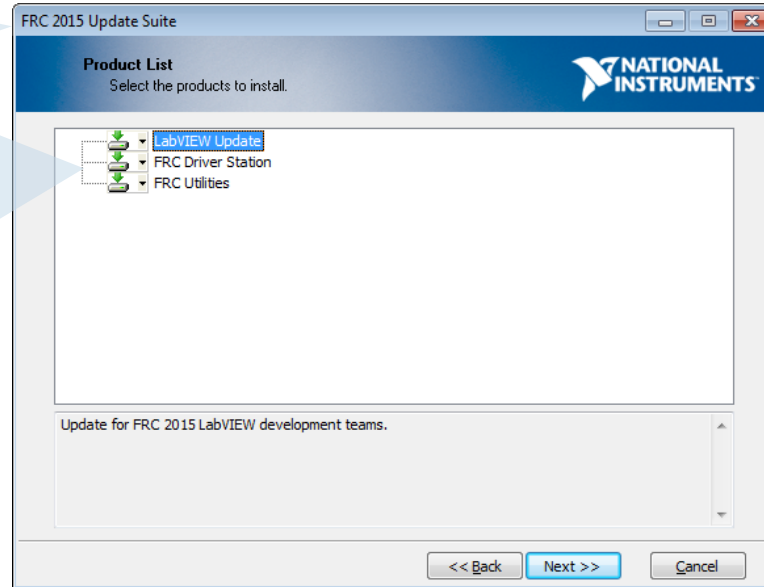 FRC 2015 Update Suite
Product List
Select the products to install.
NATIONAL
INSTRUMENTS
LabVIEW Update
FRC Driver Station
FRC Utilities
Update for FRC 2015 LabVIEW development teams.
<< Back Next >> Cancel